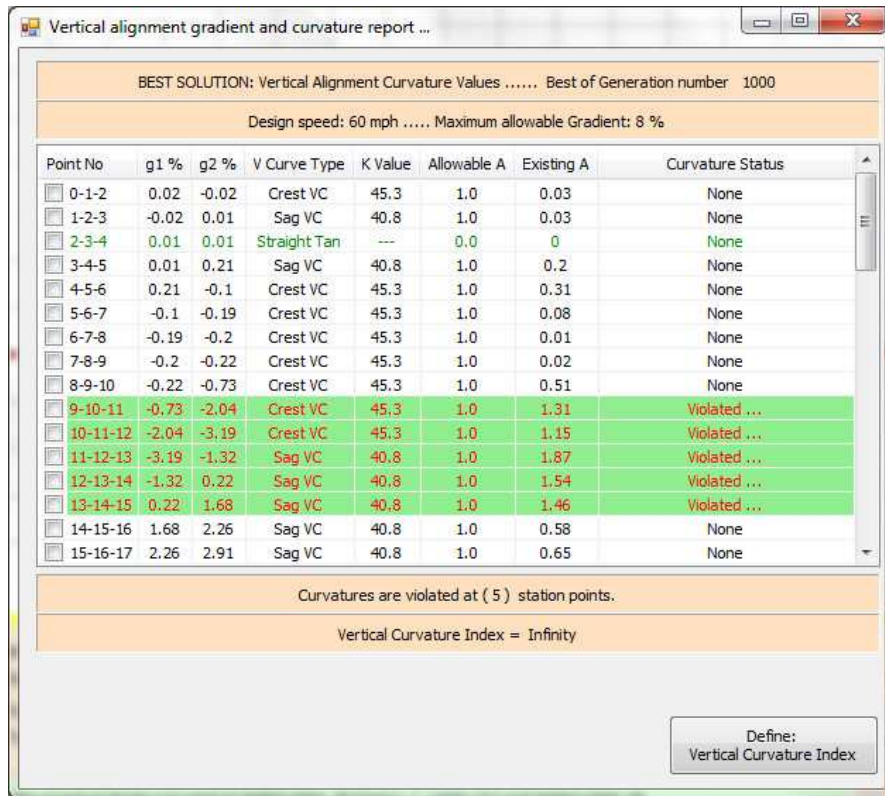 Vertical alignment gradient and curvature report ...
BEST SOLUTION: Vertical Alignment Curvature Values ...... Best of Generation number 1000
Design speed: 60 mph ..... Maximum allowable Gradient: 8 %
Point No g1 % g2 % V Curve Type K Value Allowable A Existing A Curvature Status
0-1-2 0.02 -0.02 Crest VC 45.3 1.0 0.03 None
1-2-3 -0.02 0.01 Sag VC 40.8 1.0 0.03 None
2-3-4 0.01 0.01 Straight Tan --- 0.0 0 None
3-4-5 0.01 0.21 Sag VC 40.8 1.0 0.2 None
4-5-6 0.21 -0.1 Crest VC 45.3 1.0 0.31 None
5-6-7 -0.1 -0.19 Crest VC 45.3 1.0 0.08 None
6-7-8 -0.19 -0.2 Crest VC 45.3 1.0 0.01 None
7-8-9 -0.2 -0.22 Crest VC 45.3 1.0 0.02 None
8-9-10 -0.22 -0.73 Crest VC 45.3 1.0 0.51 None
9-10-11 -0.73 -2.04 Crest VC 45.3 1.0 1.31 Violated ...
10-11-12 -2.04 -3.19 Crest VC 45.3 1.0 1.15 Violated ...
11-12-13 -3.19 -1.32 Sag VC 40.8 1.0 1.87 Violated ...
12-13-14 -1.32 0.22 Sag VC 40.8 1.0 1.54 Violated ...
13-14-15 0.22 1.68 Sag VC 40.8 1.0 1.46 Violated ...
14-15-16 1.68 2.26 Sag VC 40.8 1.0 0.58 None
15-16-17 2.26 2.91 Sag VC 40.8 1.0 0.65 None
Curvatures are violated at ( 5 ) station points.
Vertical Curvature Index = Infinity
Define:
Vertical Curvature Index